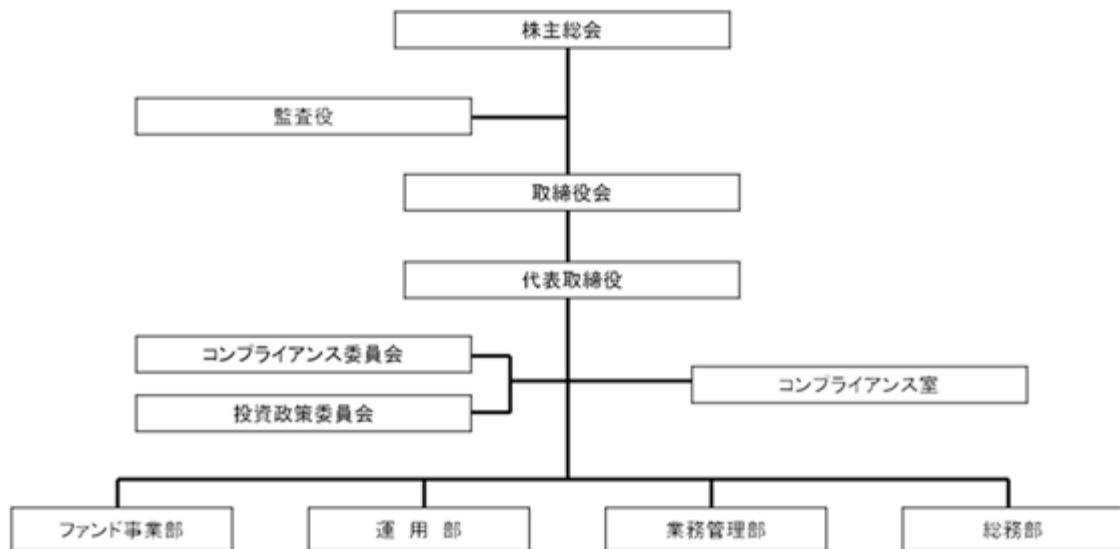 株主総会
監査役
取締役会
代表取締役
コンプライアンス委員会
コンプライアンス室
投資政策委員会
ファンド事業部
運 用 部
業務管理部
総務部